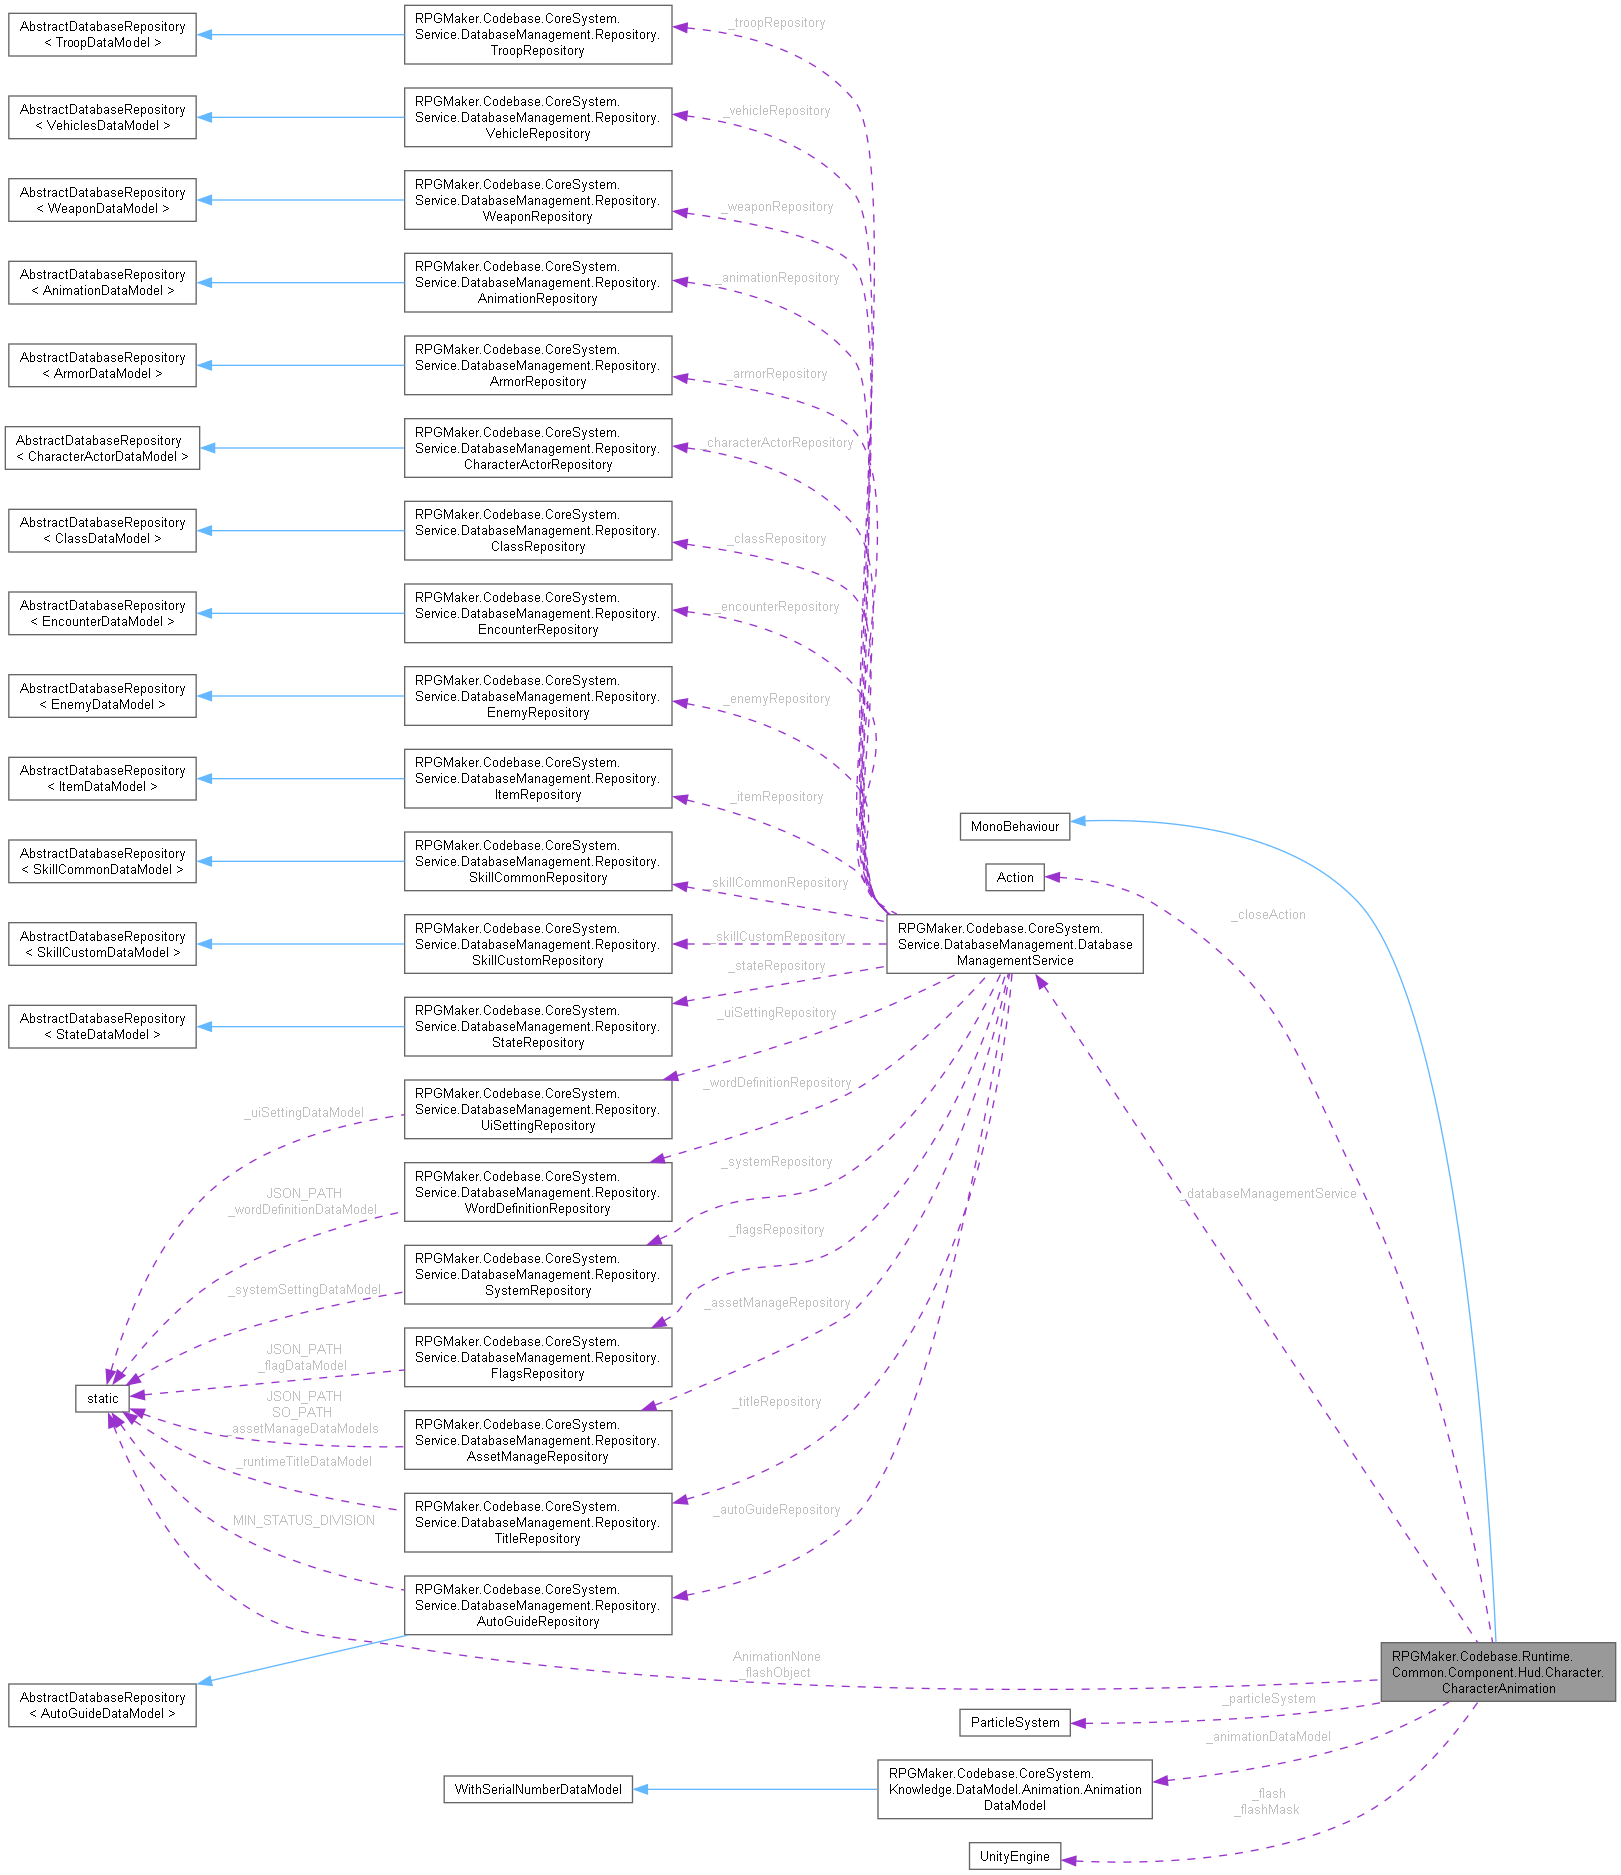 AbstractDatabaseRepository
< TroopDataModel >
RPGMaker.Codebase.CoreSystem.
Service.DatabaseManagement.Repository.
TroopRepository
_troopRepository
AbstractDatabaseRepository
< VehiclesDataModel >
RPGMaker.Codebase.CoreSystem.
Service.DatabaseManagement.Repository.
VehicleRepository
_vehicleRepository
AbstractDatabaseRepository
< WeaponDataModel >
RPGMaker.Codebase.CoreSystem.
Service.DatabaseManagement.Repository.
WeaponRepository
_weaponRepository
AbstractDatabaseRepository
< AnimationDataModel >
RPGMaker.Codebase.CoreSystem.
Service.DatabaseManagement.Repository.
AnimationRepository
_animationRepository
AbstractDatabaseRepository
< ArmorDataModel >
RPGMaker.Codebase.CoreSystem.
Service.DatabaseManagement.Repository.
ArmorRepository
_armorRepository
AbstractDatabaseRepository
< CharacterActorDataModel >
RPGMaker.Codebase.CoreSystem.
Service.DatabaseManagement.Repository.
CharacterActorRepository
_characterActorRepository
AbstractDatabaseRepository
< ClassDataModel >
RPGMaker.Codebase.CoreSystem.
Service.DatabaseManagement.Repository.
ClassRepository
_classRepository
AbstractDatabaseRepository
< EncounterDataModel >
RPGMaker.Codebase.CoreSystem.
Service.DatabaseManagement.Repository.
EncounterRepository
_encounterRepository
AbstractDatabaseRepository
< EnemyDataModel >
RPGMaker.Codebase.CoreSystem.
Service.DatabaseManagement.Repository.
EnemyRepository
_enemyRepository
AbstractDatabaseRepository
< ItemDataModel >
RPGMaker.Codebase.CoreSystem.
Service.DatabaseManagement.Repository.
ItemRepository
_itemRepository
MonoBehaviour
AbstractDatabaseRepository
< SkillCommonDataModel >
RPGMaker.Codebase.CoreSystem.
Service.DatabaseManagement.Repository.
SkillCommonRepository
_skillCommonRepository
Action
_closeAction
AbstractDatabaseRepository
< SkillCustomDataModel >
RPGMaker.Codebase.CoreSystem.
Service.DatabaseManagement.Repository.
SkillCustomRepository
_skillCustomRepository
RPGMaker.Codebase.CoreSystem.
Service.DatabaseManagement.Database
ManagementService
AbstractDatabaseRepository
< StateDataModel >
RPGMaker.Codebase.CoreSystem.
Service.DatabaseManagement.Repository.
StateRepository
_stateRepository
_uiSettingRepository
_uiSettingDataModel
RPGMaker.Codebase.CoreSystem.
Service.DatabaseManagement.Repository.
UiSettingRepository
_wordDefinitionRepository
JSON_PATH
_wordDefinitionDataModel
RPGMaker.Codebase.CoreSystem.
Service.DatabaseManagement.Repository.
WordDefinitionRepository
_systemRepository
_databaseManagementService
_systemSettingDataModel
RPGMaker.Codebase.CoreSystem.
Service.DatabaseManagement.Repository.
SystemRepository
_flagsRepository
JSON_PATH
_flagDataModel
RPGMaker.Codebase.CoreSystem.
Service.DatabaseManagement.Repository.
FlagsRepository
_assetManageRepository
static
JSON_PATH
SO_PATH
_assetManageDataModels
RPGMaker.Codebase.CoreSystem.
Service.DatabaseManagement.Repository.
AssetManageRepository
_titleRepository
_runtimeTitleDataModel
RPGMaker.Codebase.CoreSystem.
Service.DatabaseManagement.Repository.
TitleRepository
_autoGuideRepository
MIN_STATUS_DIVISION
RPGMaker.Codebase.CoreSystem.
Service.DatabaseManagement.Repository.
AutoGuideRepository
AnimationNone
_flashObject
RPGMaker.Codebase.Runtime.
Common.Component.Hud.Character.
CharacterAnimation
AbstractDatabaseRepository
< AutoGuideDataModel >
ParticleSystem
_particleSystem
_animationDataModel
WithSerialNumberDataModel
RPGMaker.Codebase.CoreSystem.
Knowledge.DataModel.Animation.Animation
DataModel
_flash
_flashMask
UnityEngine